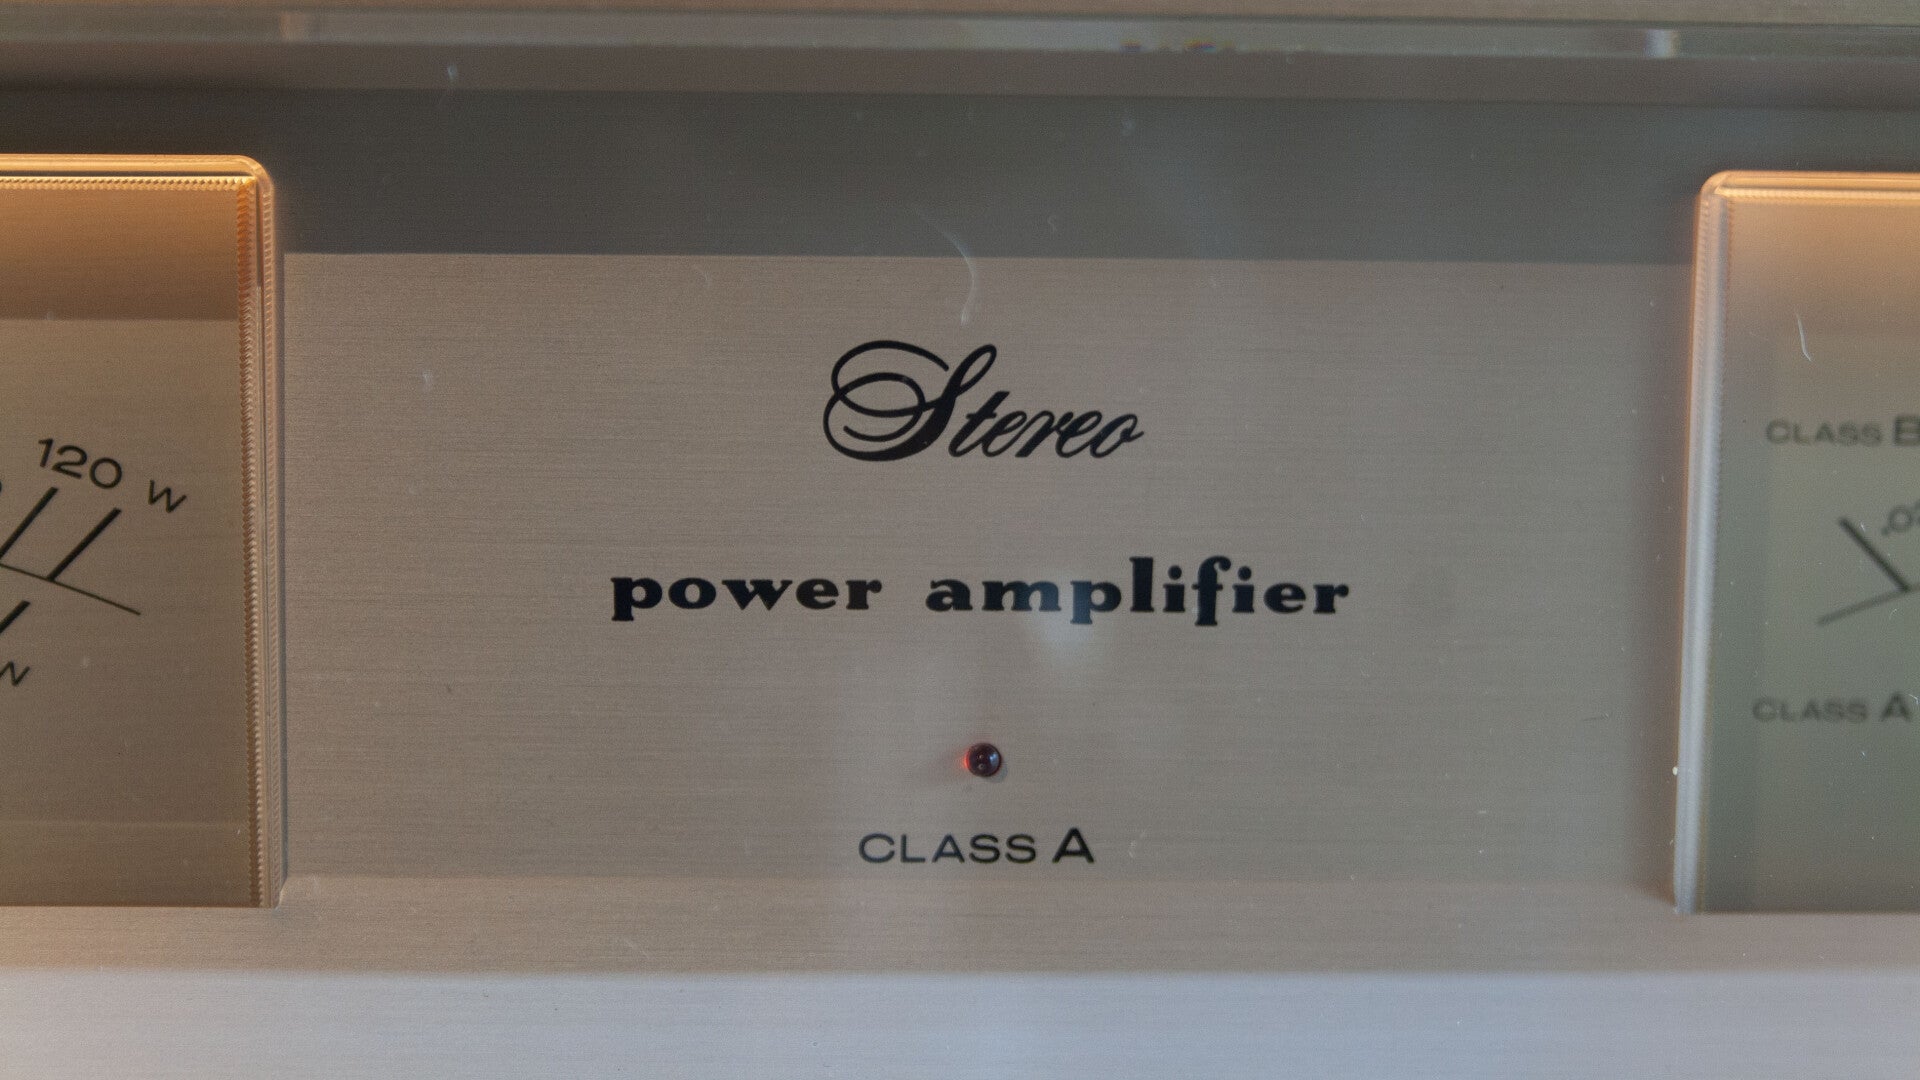 120 W
W
Stereo
power amplifier
CLASS A
CLASS B
CLASS A